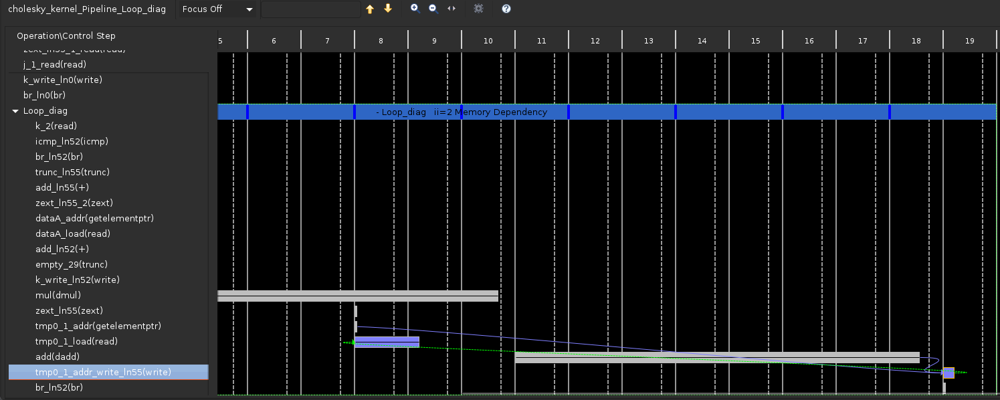 cholesky_kernel_Pipeline_Loop_diag Focus Off
Operation\Control Step 5 6 7 8 9 10 11 12 13 14 15 16 17 18 19
zext_ln55_1_read(read)
j_1_read(read)
k_write_ln0(write)
br_ln0(br)
Loop_diag - Loop_diag ii=2 Memory Dependency
k_2(read)
icmp_ln52(icmp)
br_ln52(br)
trunc_ln55(trunc)
add_ln55(+)
zext_ln55_2(zext)
dataA_addr(getelementptr)
dataA_load(read)
add_ln52(+)
empty_29(trunc)
k_write_ln52(write)
mul(dmul)
zext_ln55(zext)
tmp0_1_addr(getelementptr)
tmp0_1_load(read)
add(dadd)
tmp0_1_addr_write_ln55(write)
br_ln52(br)